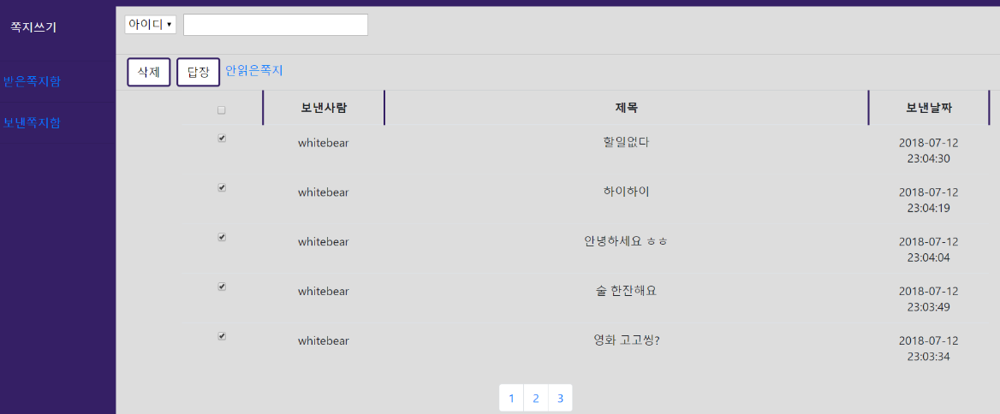 쪽지쓰기
받은쪽지함
보낸쪽지함
아이디
삭제 답장 안읽은쪽지
보낸사람 제목 보낸날짜
whitebear 할일없다 2018-07-12
23:04:30
whitebear 하이하이 2018-07-12
23:04:19
whitebear 안녕하세요 ㅎㅎ 2018-07-12
23:04:04
whitebear 술 한잔해요 2018-07-12
23:03:49
whitebear 영화 고고씽? 2018-07-12
23:03:34
1 2 3